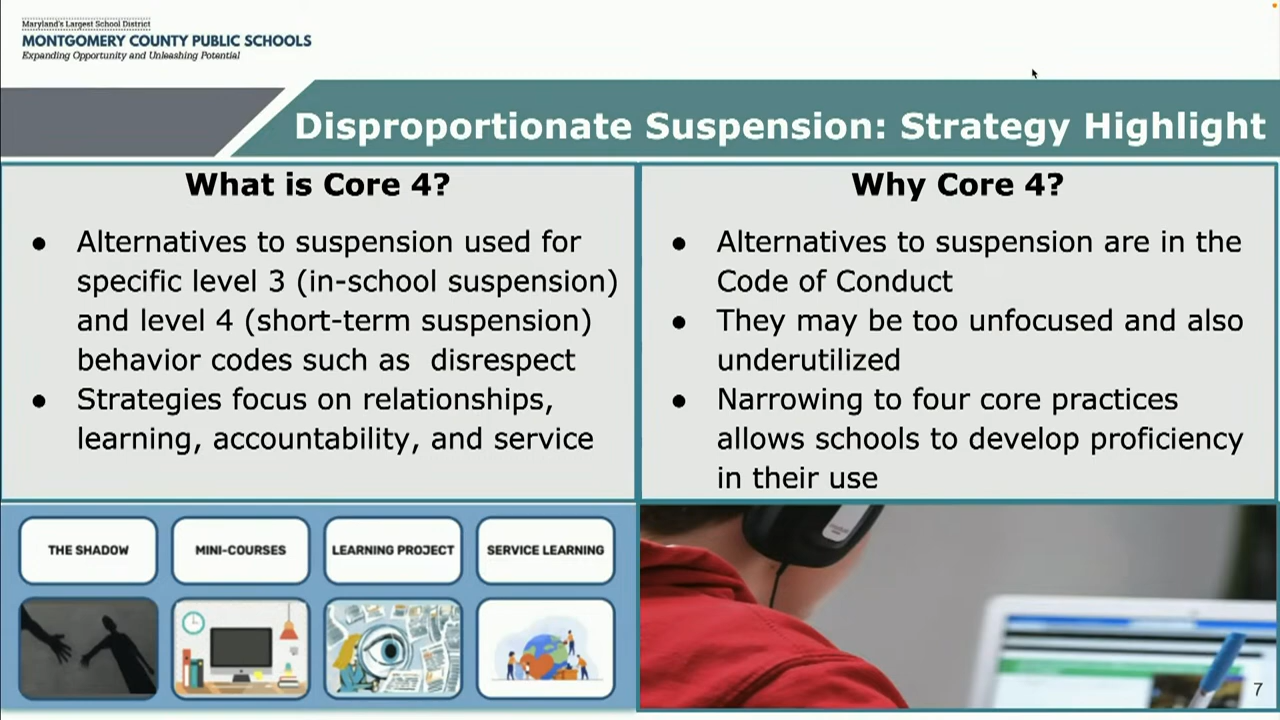 Maryland's Largest School District
MONTGOMERY COUNTY PUBLIC SCHOOLS
Expanding Opportunity and Unleashing Potential
Disproportionate Suspension: Strategy Highlight
What is Core 4?
● Alternatives to suspension used for
specific level 3 (in-school suspension)
and level 4 (short-term suspension)
behavior codes such as disrespect
● Strategies focus on relationships,
learning, accountability, and service
Why Core 4?
● Alternatives to suspension are in the
Code of Conduct
● They may be too unfocused and also
underutilized
● Narrowing to four core practices
allows schools to develop proficiency
in their use
THE SHADOW
MINI-COURSES
LEARNING PROJECT
SERVICE LEARNING
7